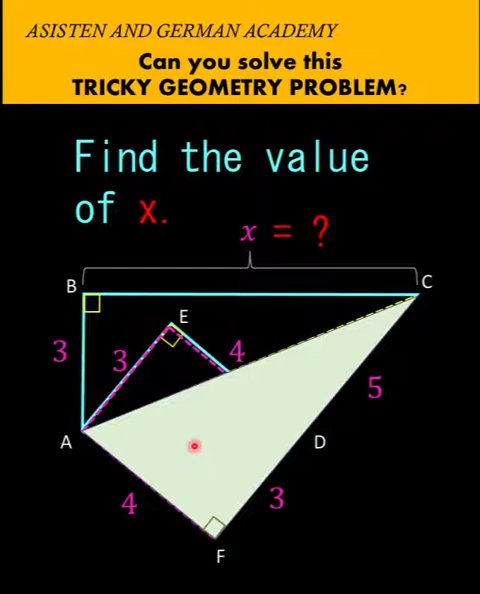 ASISTEN AND GERMAN ACADEMY
Can you solve this
TRICKY GEOMETRY PROBLEM?
Find the value
of x.
x = ?
B
C
E
3
3
4
5
A
D
4
3
F